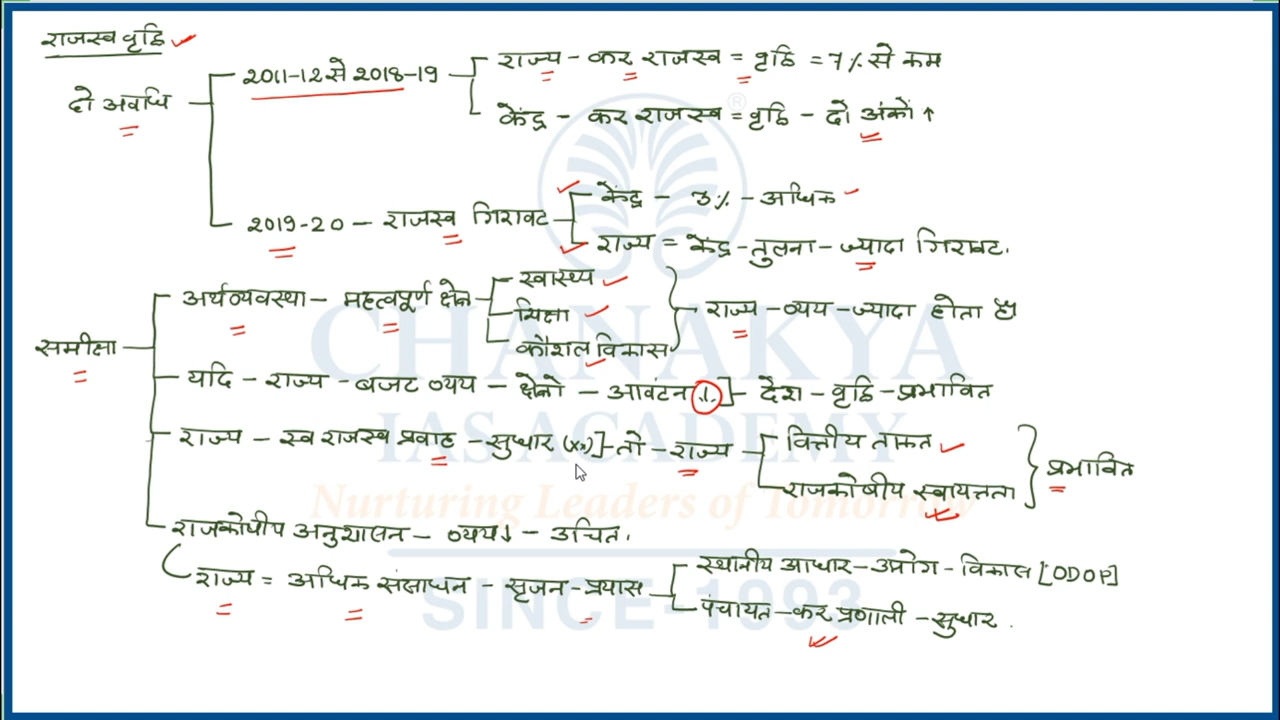 राजस्व वृद्धि
दो अवधि
2011-12 से 2018-19
राज्य - कर राजस्व = वृद्धि = 7% से कम
केंद्र - कर राजस्व = वृद्धि - दो अंकों ↑
2019-20 - राजस्व गिरावट
केंद्र - 3% - अधिक
राज्य = केंद्र - तुलना - ज्यादा गिरावट.
समीक्षा
अर्थव्यवस्था - महत्वपूर्ण क्षेत्र
स्वास्थ्य
शिक्षा
कौशल विकास
राज्य - व्यय - ज्यादा होता है
यदि - राज्य - बजट व्यय - क्षेत्रो - आवंटन ↓] - देश - वृद्धि - प्रभावित
राज्य - स्व राजस्व प्रवाह - सुधार (xx)] - तो - राज्य
वित्तीय ताकत
राजकोषीय स्वायत्तता
प्रभावित
राजकोषीय अनुशासन - व्यय↓ - उचित.
राज्य = अधिक संसाधन - सृजन - प्रयास
स्थानीय आधार - उद्योग - विकास [ODOP]
पंचायत - कर प्रणाली - सुधार.
CHANAKYA
IAS ACADEMY
Nurturing Leaders of Tomorrow
SINCE-1993
®